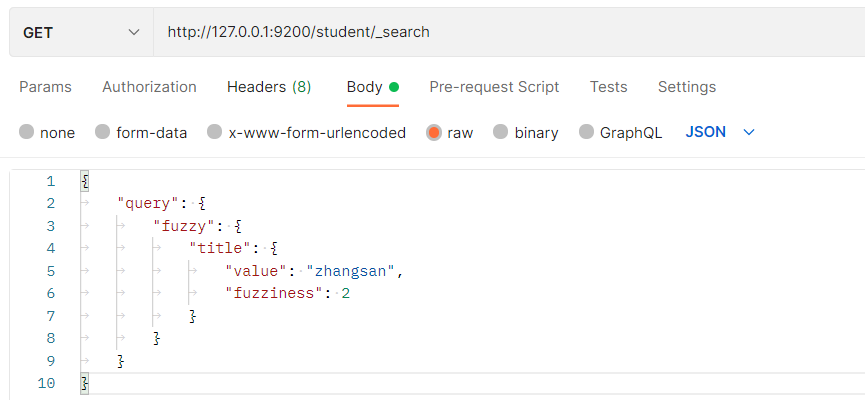 GET http://127.0.0.1:9200/student/_search
Params Authorization Headers (8) Body Pre-request Script Tests Settings
none form-data x-www-form-urlencoded raw binary GraphQL JSON
1 {
2 "query": {
3 "fuzzy": {
4 "title": {
5 "value": "zhangsan",
6 "fuzziness": 2
7 }
8 }
9 }
10 }